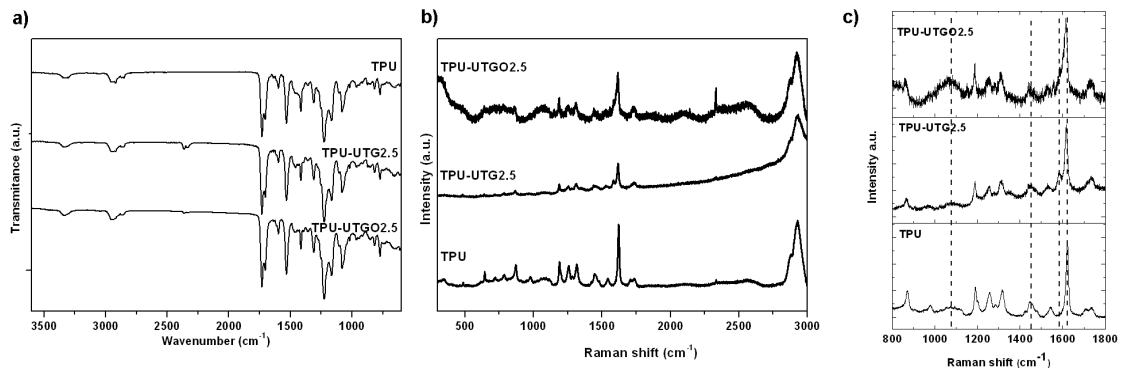 a)
Transmitance (a.u.)
TPU
TPU-UTG2.5
TPU-UTGO2.5
3500 3000 2500 2000 1500 1000
Wavenumber (cm-1)
b)
Intensity (a.u.)
TPU-UTGO2.5
TPU-UTG2.5
TPU
500 1000 1500 2000 2500 3000
Raman shift (cm-1)
c)
Intensity a.u.
TPU-UTGO2.5
TPU-UTG2.5
TPU
800 1000 1200 1400 1600 1800
Raman shift (cm-1)